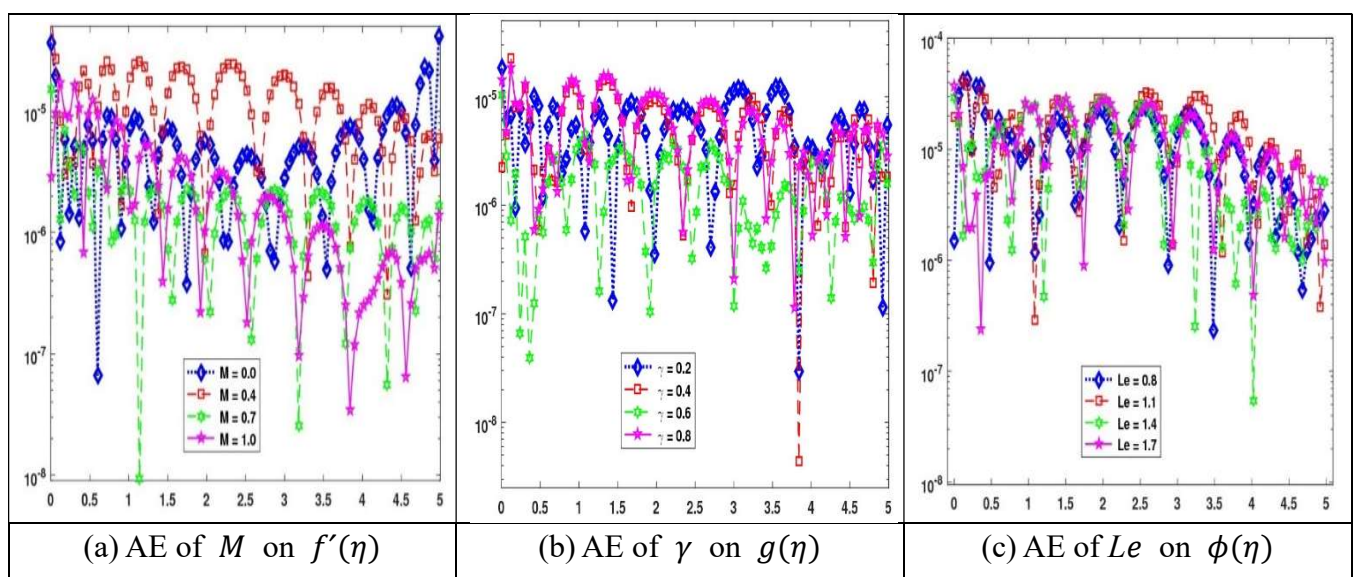 10^-5
10^-6
10^-7
10^-8
0 0.5 1 1.5 2 2.5 3 3.5 4 4.5 5
M = 0.0
M = 0.4
M = 0.7
M = 1.0
(a) AE of M on f′(η)
10^-5
10^-6
10^-7
10^-8
0 0.5 1 1.5 2 2.5 3 3.5 4 4.5 5
γ = 0.2
γ = 0.4
γ = 0.6
γ = 0.8
(b) AE of γ on g(η)
10^-4
10^-5
10^-6
10^-7
10^-8
0 0.5 1 1.5 2 2.5 3 3.5 4 4.5 5
Le = 0.8
Le = 1.1
Le = 1.4
Le = 1.7
(c) AE of Le on ϕ(η)